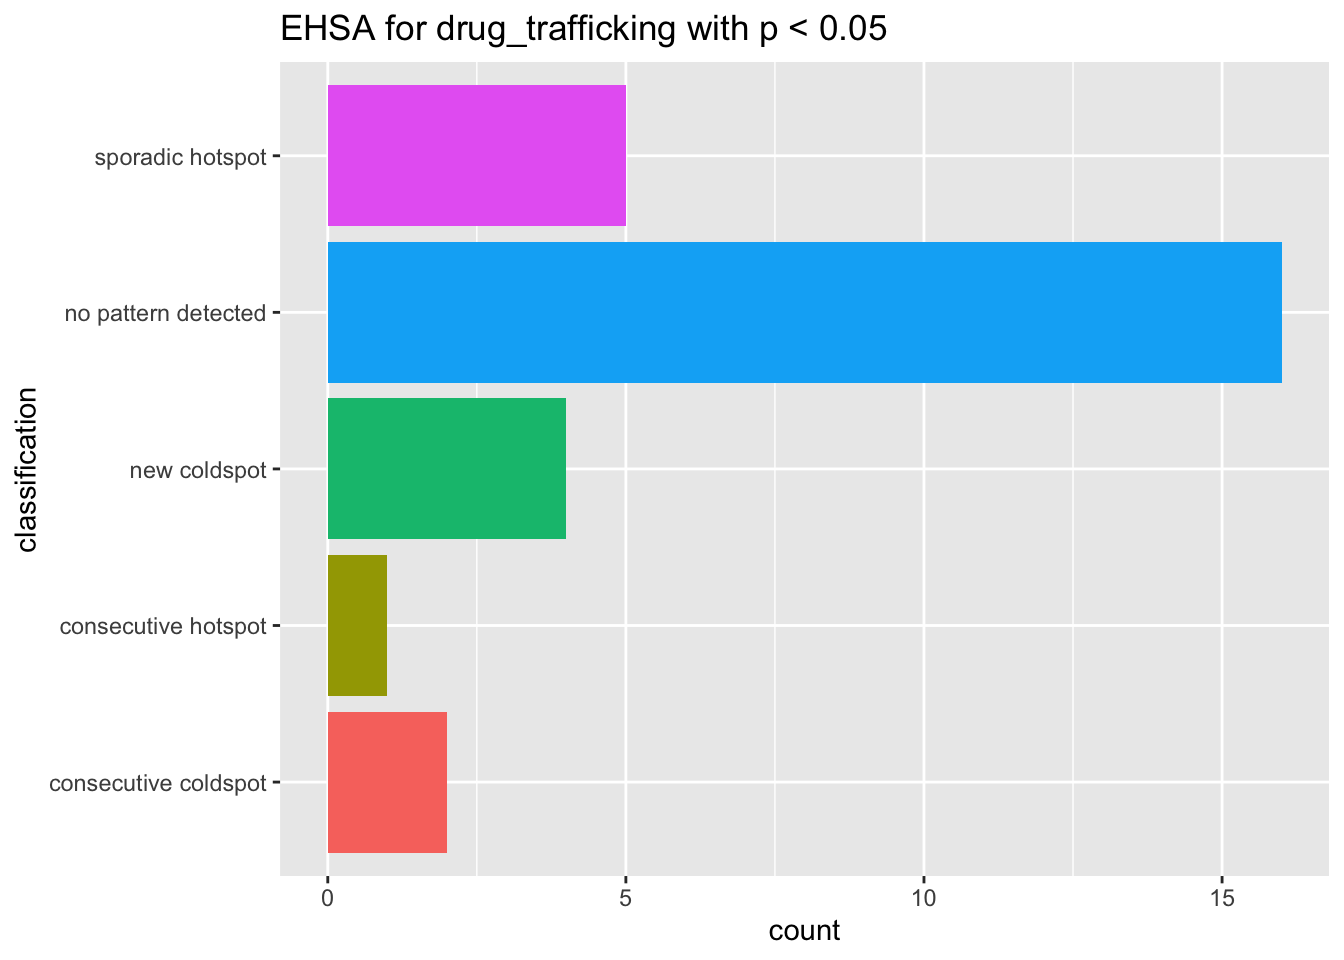 EHSA for drug_trafficking with p < 0.05
sporadic hotspot
no pattern detected
new coldspot
consecutive hotspot
consecutive coldspot
classification
0
5
10
15
count